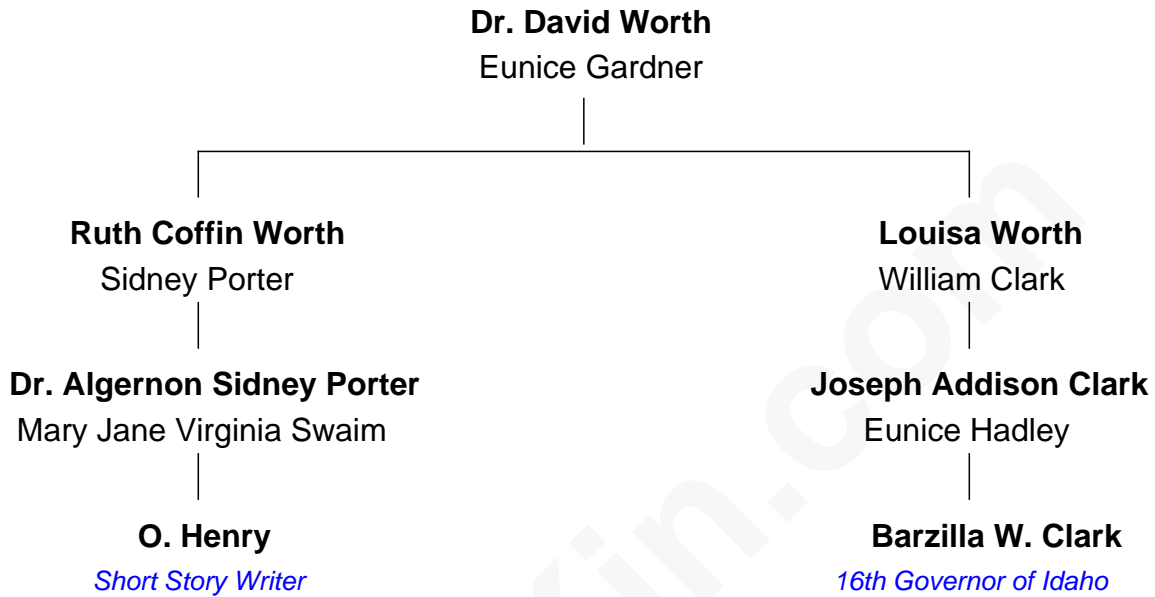 Dr. David Worth
Eunice Gardner
Ruth Coffin Worth
Sidney Porter
Louisa Worth
William Clark
Dr. Algernon Sidney Porter
Mary Jane Virginia Swaim
Joseph Addison Clark
Eunice Hadley
O. Henry
Short Story Writer
Barzilla W. Clark
16th Governor of Idaho